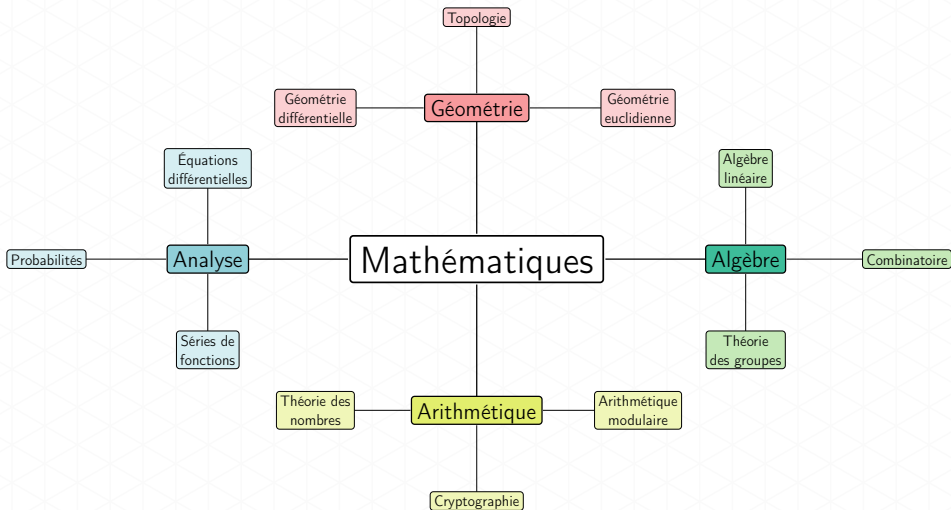 Topologie
Géométrie
différentielle
Géométrie
Géométrie
euclidienne
Équations
différentielles
Algèbre
linéaire
Probabilités
Analyse
Mathématiques
Algèbre
Combinatoire
Séries de
fonctions
Théorie
des groupes
Théorie des
nombres
Arithmétique
Arithmétique
modulaire
Cryptographie